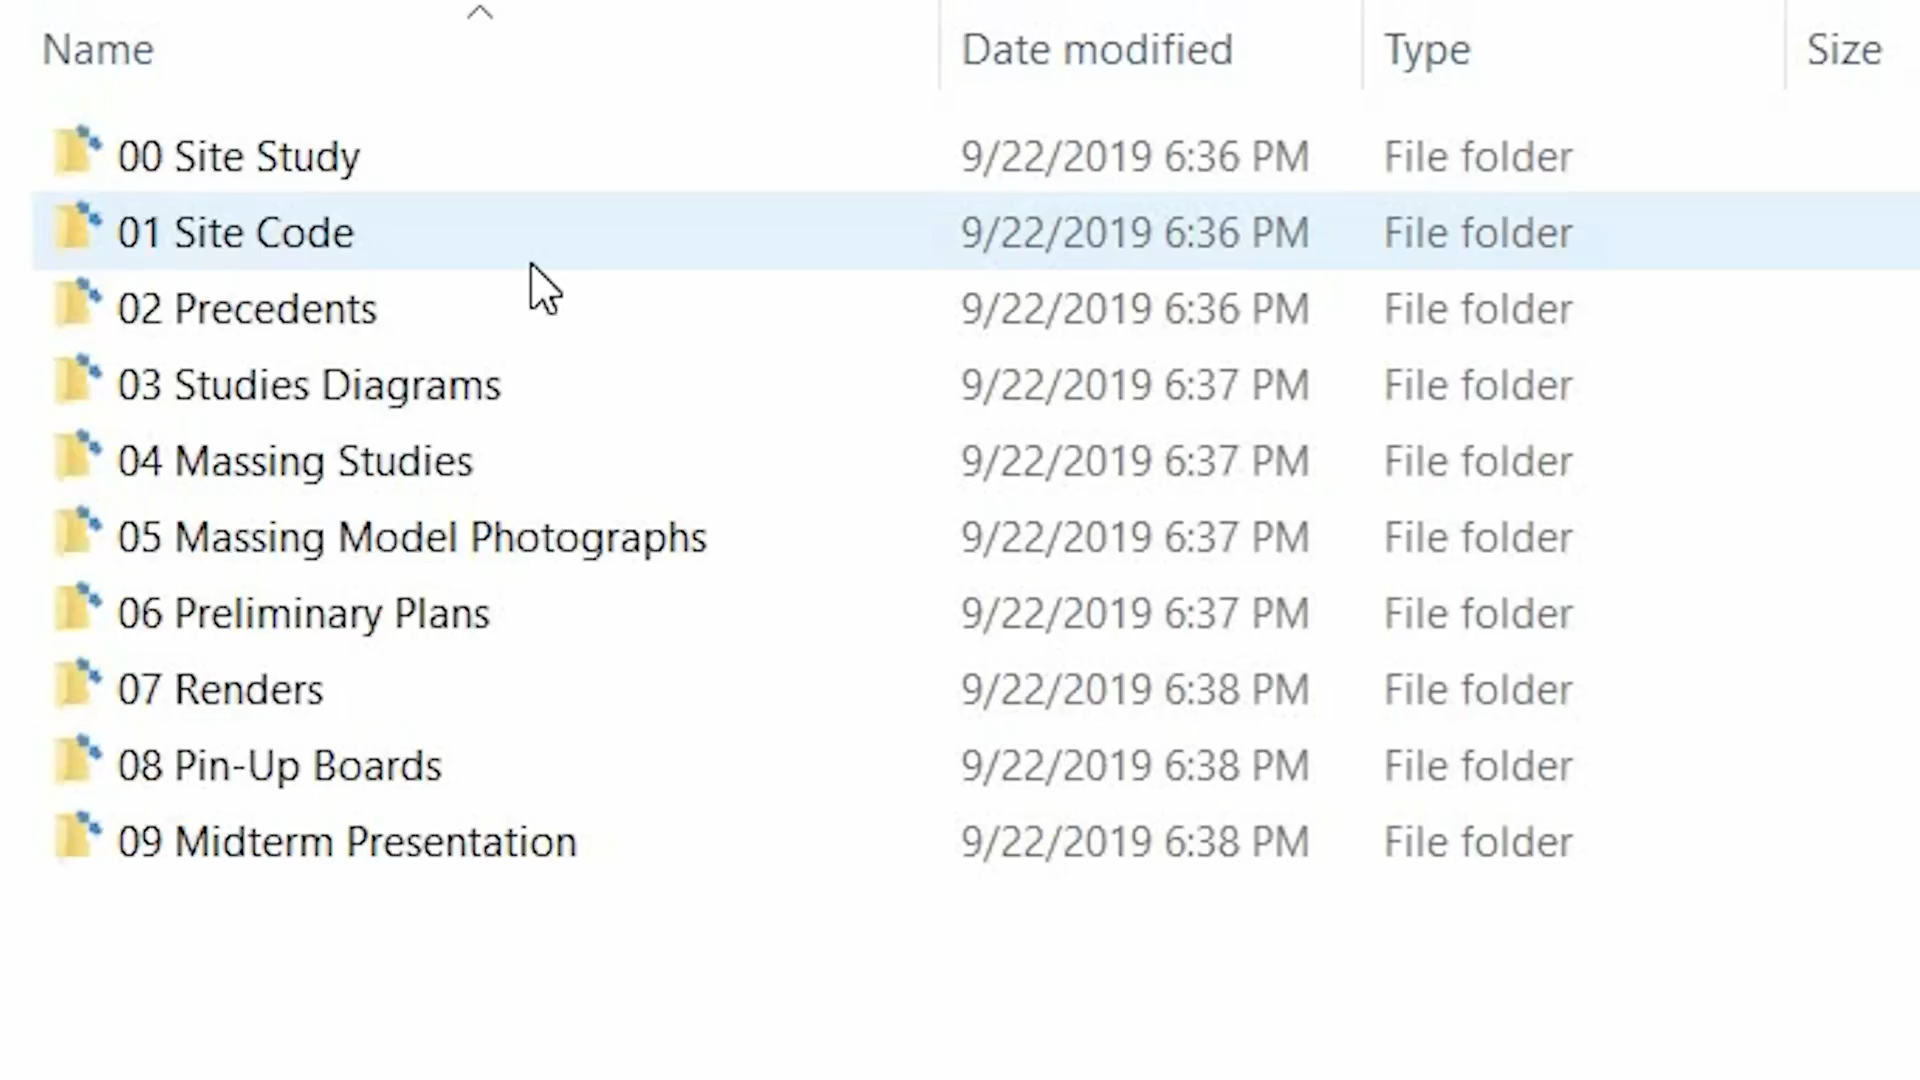 Name Date modified Type Size
00 Site Study 9/22/2019 6:36 PM File folder
01 Site Code 9/22/2019 6:36 PM File folder
02 Precedents 9/22/2019 6:36 PM File folder
03 Studies Diagrams 9/22/2019 6:37 PM File folder
04 Massing Studies 9/22/2019 6:37 PM File folder
05 Massing Model Photographs 9/22/2019 6:37 PM File folder
06 Preliminary Plans 9/22/2019 6:37 PM File folder
07 Renders 9/22/2019 6:38 PM File folder
08 Pin-Up Boards 9/22/2019 6:38 PM File folder
09 Midterm Presentation 9/22/2019 6:38 PM File folder